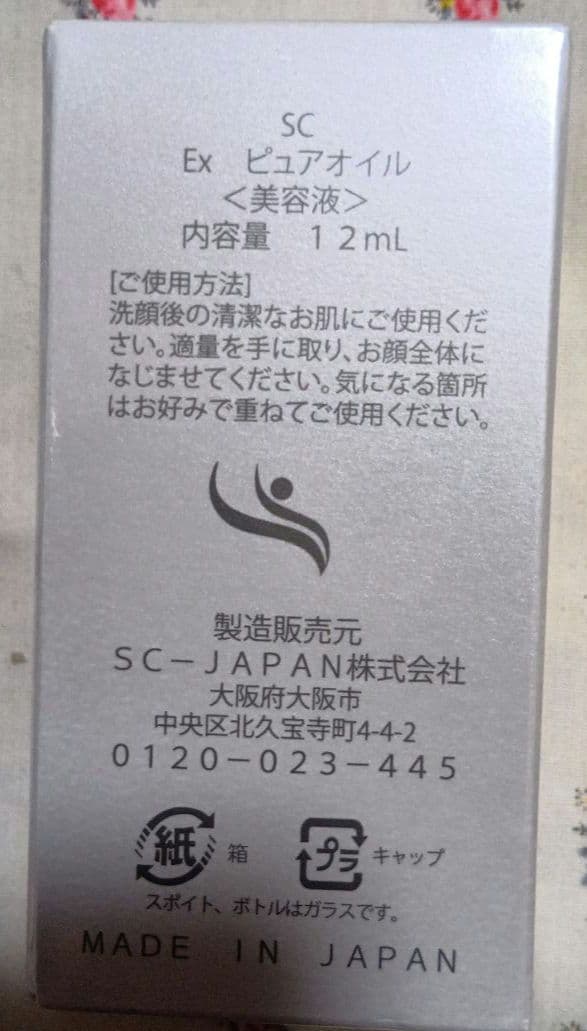 SC
Ex ピュアオイル
＜美容液＞
内容量 １２mL
[ご使用方法]
洗顔後の清潔なお肌にご使用くだ
さい。適量を手に取り、お顔全体に
なじませてください。気になる箇所
はお好みで重ねてご使用ください。
製造販売元
ＳＣ－ＪＡＰＡＮ株式会社
大阪府大阪市
中央区北久宝寺町4-4-2
０１２０－０２３－４４５
紙 箱 プラ キャップ
スポイト、ボトルはガラスです。
ＭＡＤＥ ＩＮ ＪＡＰＡＮ